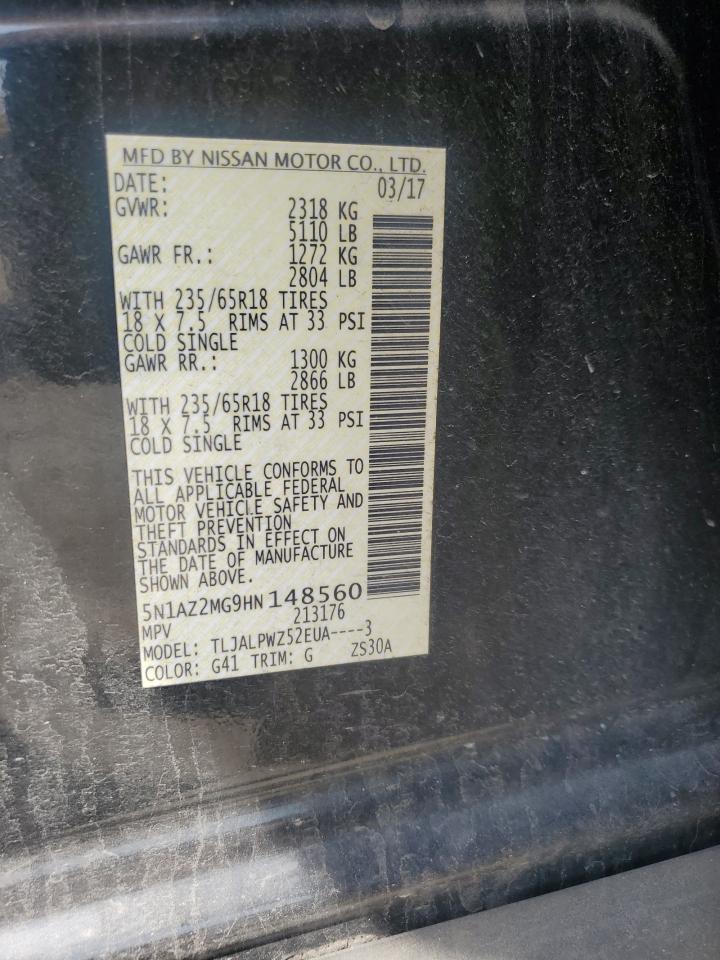 MFD BY NISSAN MOTOR CO., LTD.
DATE: 03/17
GVWR: 2318 KG
5110 LB
GAWR FR.: 1272 KG
2804 LB
WITH 235/65R18 TIRES
18 X 7.5 RIMS AT 33 PSI
COLD SINGLE
GAWR RR.: 1300 KG
2866 LB
WITH 235/65R18 TIRES
18 X 7.5 RIMS AT 33 PSI
COLD SINGLE
THIS VEHICLE CONFORMS TO
ALL APPLICABLE FEDERAL
MOTOR VEHICLE SAFETY AND
THEFT PREVENTION
STANDARDS IN EFFECT ON
THE DATE OF MANUFACTURE
SHOWN ABOVE.
5N1AZ2MG9HN148560
213176
MPV
MODEL: TLJALPWZ52EUA----3
COLOR: G41 TRIM: G ZS30A